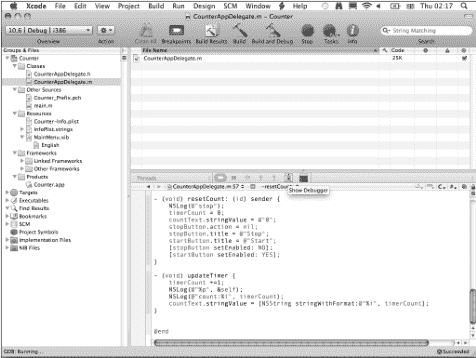 Xcode File Edit View Project Build Run Design SCM Window Help Thu 02:17
CounterAppDelegate.m – Counter
10.6 | Debug | i386
String Matching
Overview Action Clean All Breakpoints Build Results Build Build and Debug Stop Tasks Info Search
Groups & Files
File Name Code
Counter
CounterAppDelegate.m 25K
Classes
CounterAppDelegate.h
CounterAppDelegate.m
Other Sources
Counter_Prefix.pch
main.m
Resources
Counter-Info.plist
InfoPlist.strings
MainMenu.xib
English
Frameworks
Linked Frameworks
Other Frameworks
Products
Counter.app
Targets
Executables
Find Results
Bookmarks
SCM
Project Symbols
Implementation Files
NIB Files
Threads
CounterAppDelegate.m:57 -resetCount:
Show Debugger
- (void) resetCount: (id) sender {
NSLog(@"stop");
timerCount = 0;
countText.stringValue = @"0";
stopButton.action = nil;
stopButton.title = @"Stop";
startButton.title = @"Start";
[stopButton setEnabled: NO];
[startButton setEnabled: YES];
}
- (void) updateTimer {
timerCount +=1;
NSLog(@"%p", &self);
NSLog(@"count:%i", timerCount);
countText.stringValue = [NSString stringWithFormat:@"%i", timerCount];
}
@end
GDB: Running...
Succeeded